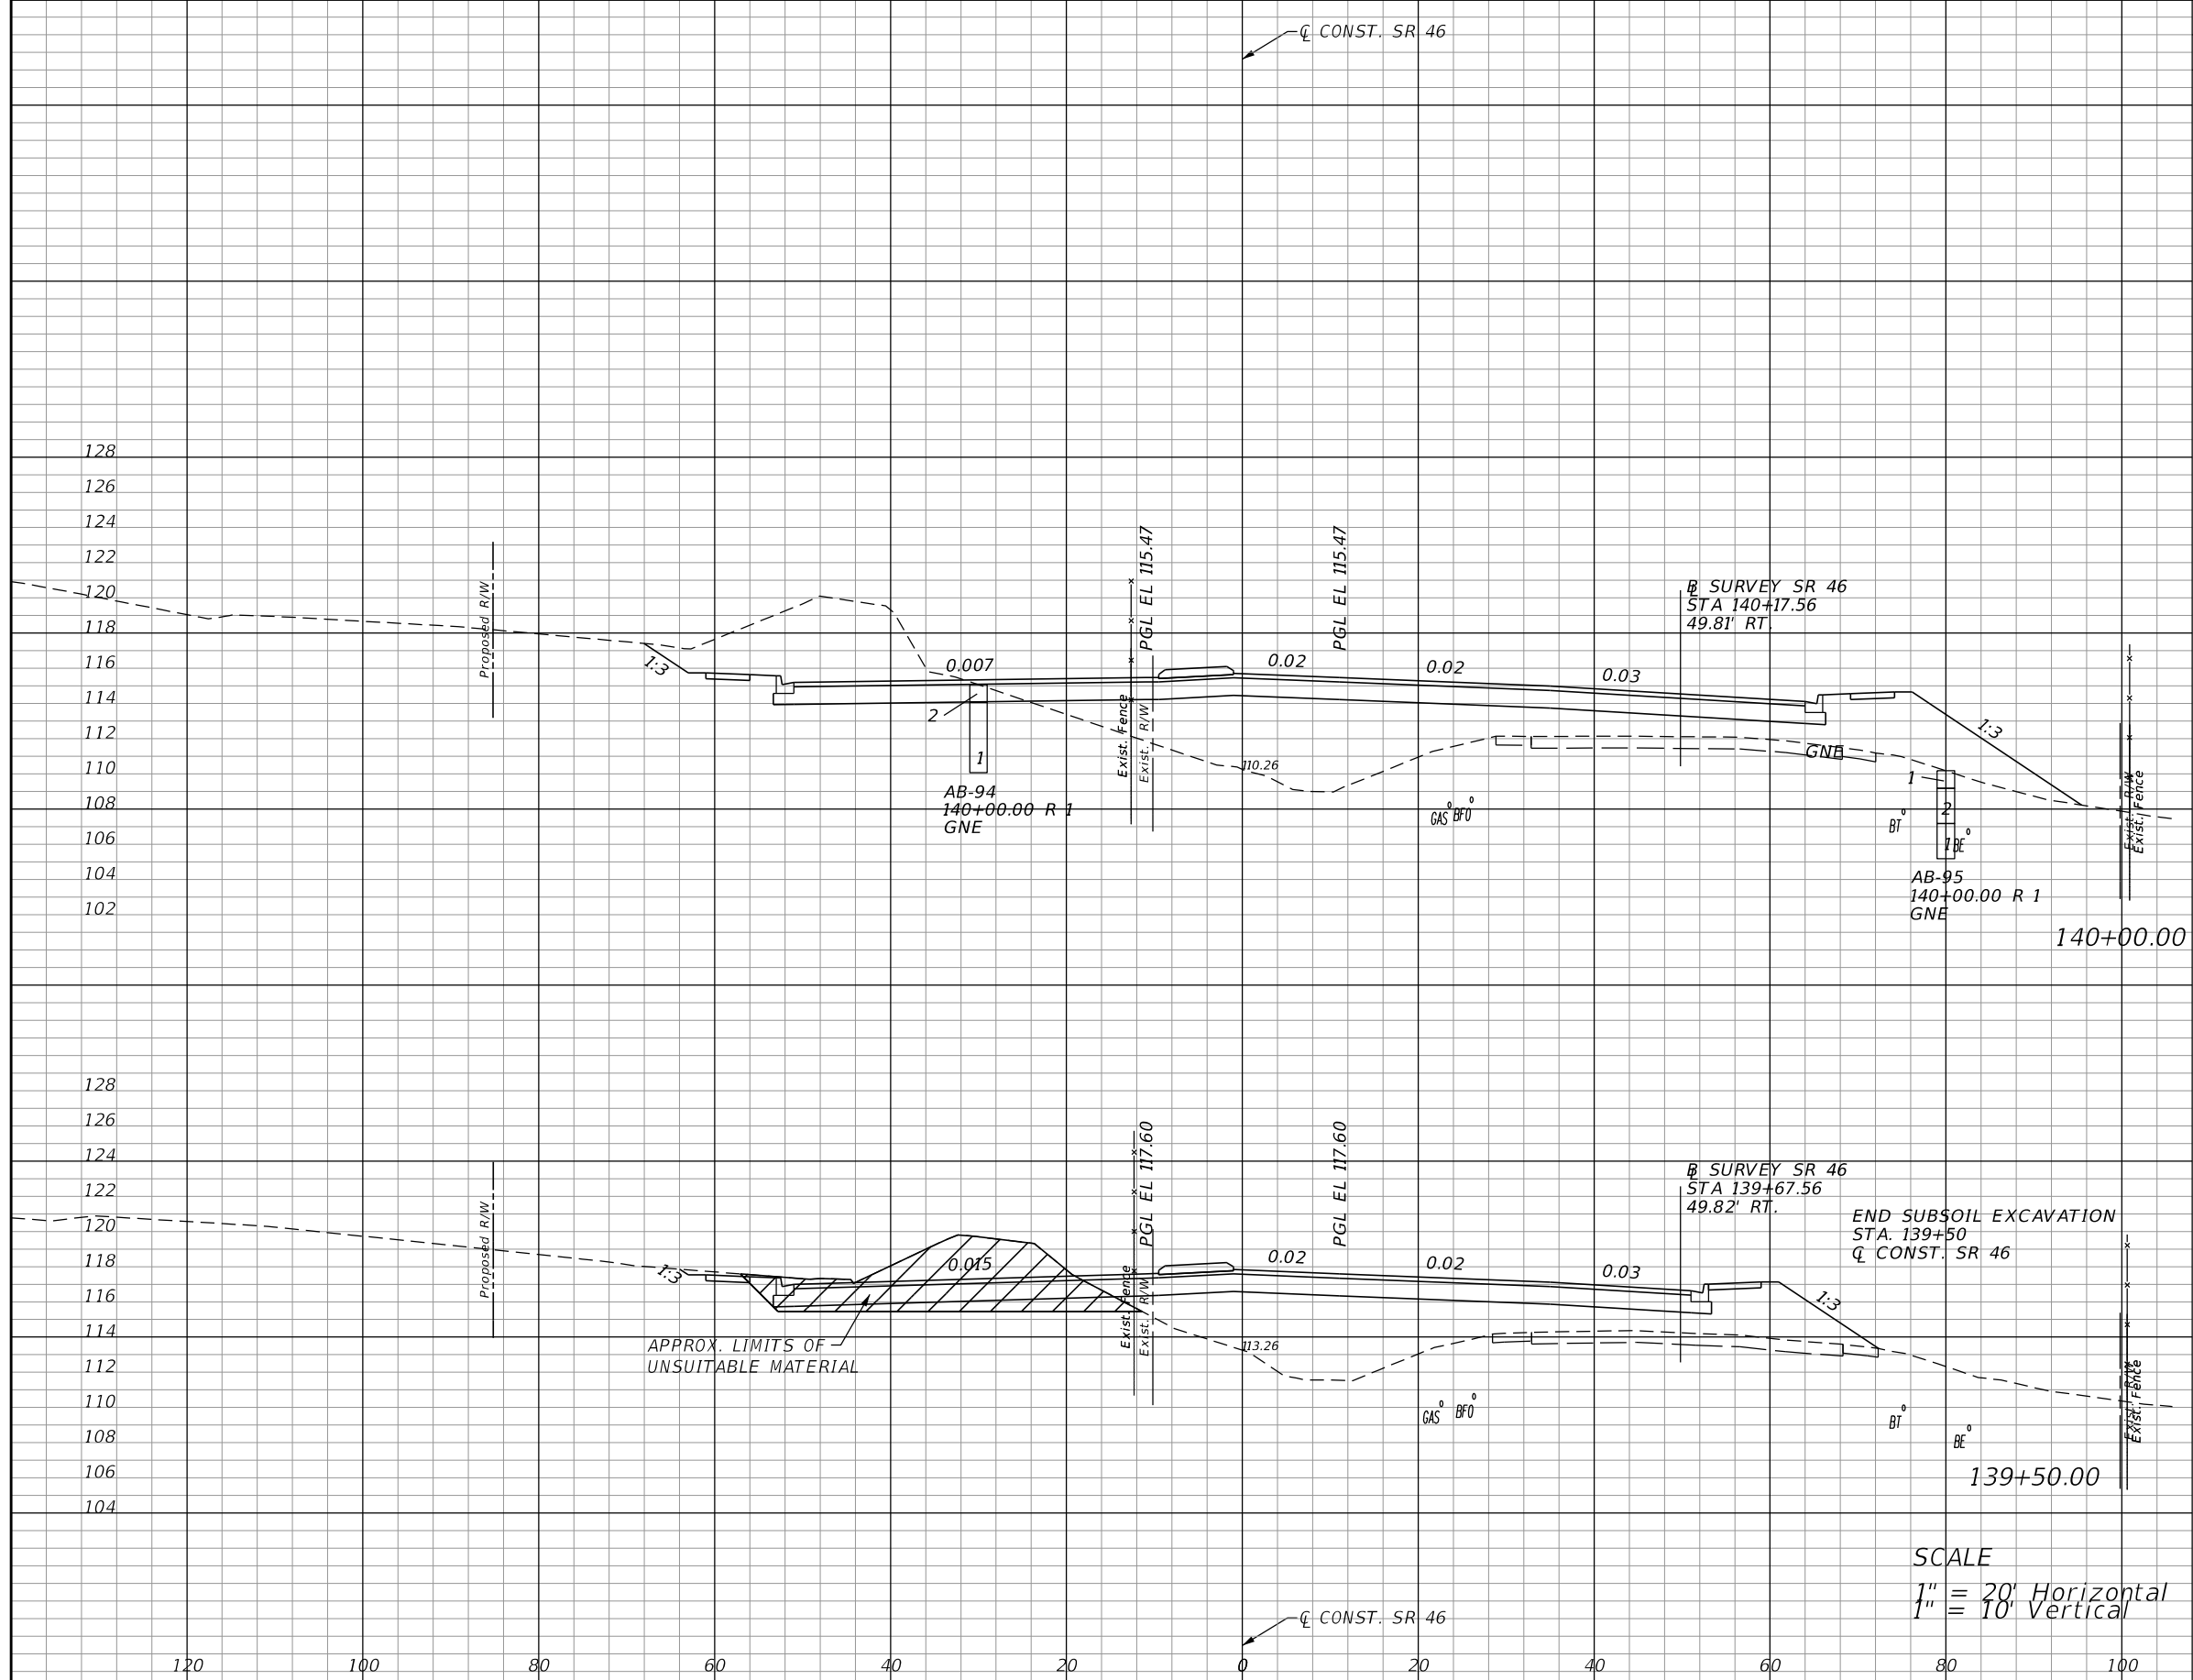 ℄ CONST. SR 46
128
126
124
122
120
118
116
114
112
110
108
106
104
102
Proposed R/W
1:3
0.007
2
1
AB-94
140+00.00 R 1
GNE
Exist. Fence
Exist. R/W
PGL EL 115.47
110.26
0.02
PGL EL 115.47
0.02
GAS
BFO
0.03
B SURVEY SR 46
STA 140+17.56
49.81' RT.
GNE
1:3
1
2
1
BT
BE
AB-95
140+00.00 R 1
GNE
Exist. R/W
Exist. Fence
140+00.00
128
126
124
122
120
118
116
114
112
110
108
106
104
Proposed R/W
1:3
0.015
APPROX. LIMITS OF
UNSUITABLE MATERIAL
Exist. Fence
Exist. R/W
PGL EL 117.60
113.26
0.02
PGL EL 117.60
0.02
GAS
BFO
0.03
B SURVEY SR 46
STA 139+67.56
49.82' RT.
END SUBSOIL EXCAVATION
STA. 139+50
℄ CONST. SR 46
1:3
BT
BE
Exist. R/W
Exist. Fence
139+50.00
SCALE
1" = 20' Horizontal
1" = 10' Vertical
℄ CONST. SR 46
120 100 80 60 40 20 0 20 40 60 80 100